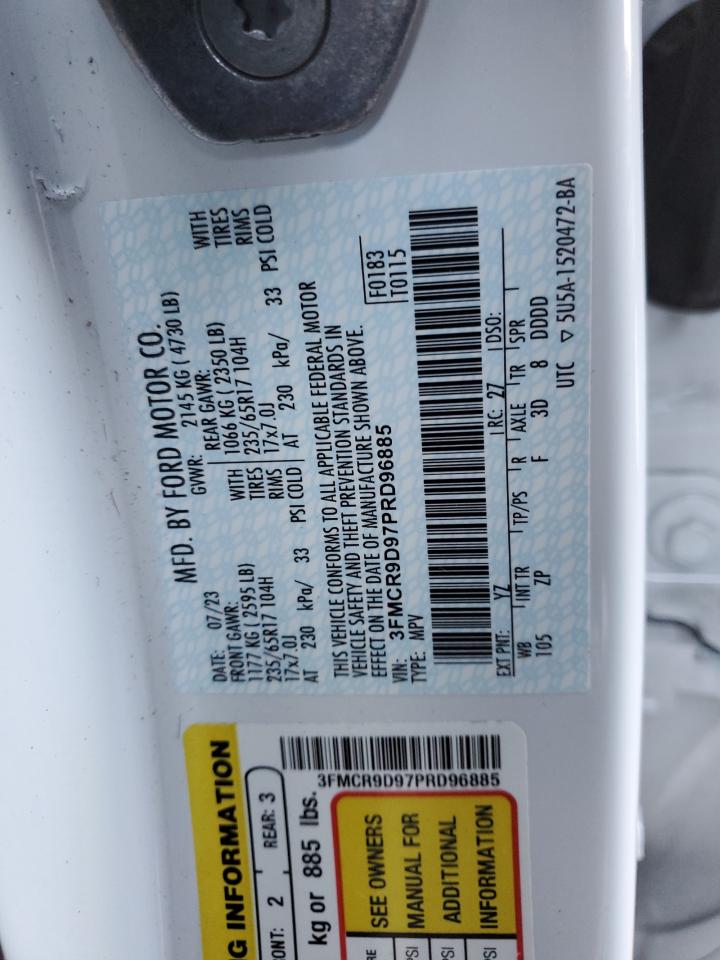 MFD. BY FORD MOTOR CO.
DATE: 07/23 GVWR: 2145 KG ( 4730 LB)
FRONT GAWR: REAR GAWR:
1177 KG ( 2595 LB) WITH 1066 KG ( 2350 LB) WITH
235/65R17 104H TIRES 235/65R17 104H TIRES
17x7.0J RIMS 17x7.0J RIMS
AT 230 kPa/ 33 PSI COLD AT 230 kPa/ 33 PSI COLD
THIS VEHICLE CONFORMS TO ALL APPLICABLE FEDERAL MOTOR
VEHICLE SAFETY AND THEFT PREVENTION STANDARDS IN
EFFECT ON THE DATE OF MANUFACTURE SHOWN ABOVE.
VIN: 3FMCR9D97PRD96885 F0183
TYPE: MPV T0115
EXT PNT: YZ RC: 27 DSO:
WB INT TR TP/PS R AXLE TR SPR
105 ZP F 3D 8 DDDD
UTC ▽ 5U5A-1520472-BA
G INFORMATION
ONT: 2 REAR: 3
kg or 885 lbs.
3FMCR9D97PRD96885
RE SEE OWNERS
PSI MANUAL FOR
PSI ADDITIONAL
PSI INFORMATION